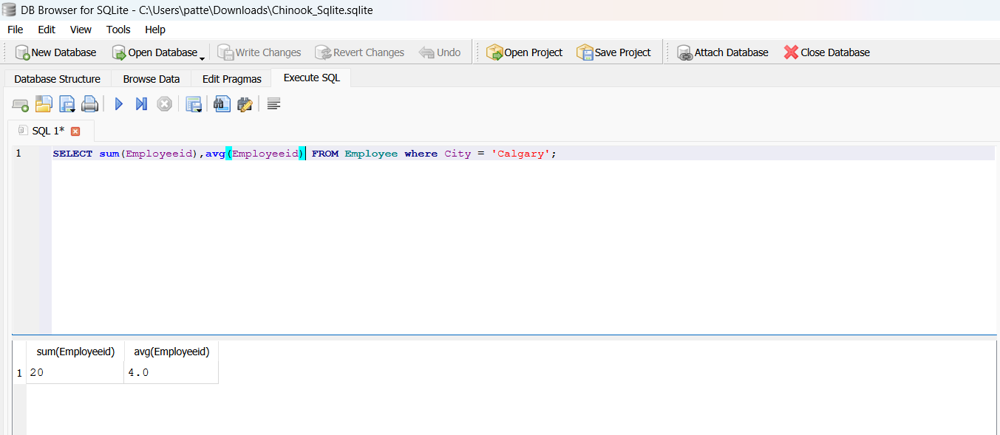 DB Browser for SQLite - C:\Users\patte\Downloads\Chinook_Sqlite.sqlite
File Edit View Tools Help
New Database Open Database Write Changes Revert Changes Undo Open Project Save Project Attach Database Close Database
Database Structure Browse Data Edit Pragmas Execute SQL
SQL 1*
1 SELECT sum(Employeeid),avg(Employeeid) FROM Employee where City = 'Calgary';
sum(Employeeid) avg(Employeeid)
1 20 4.0